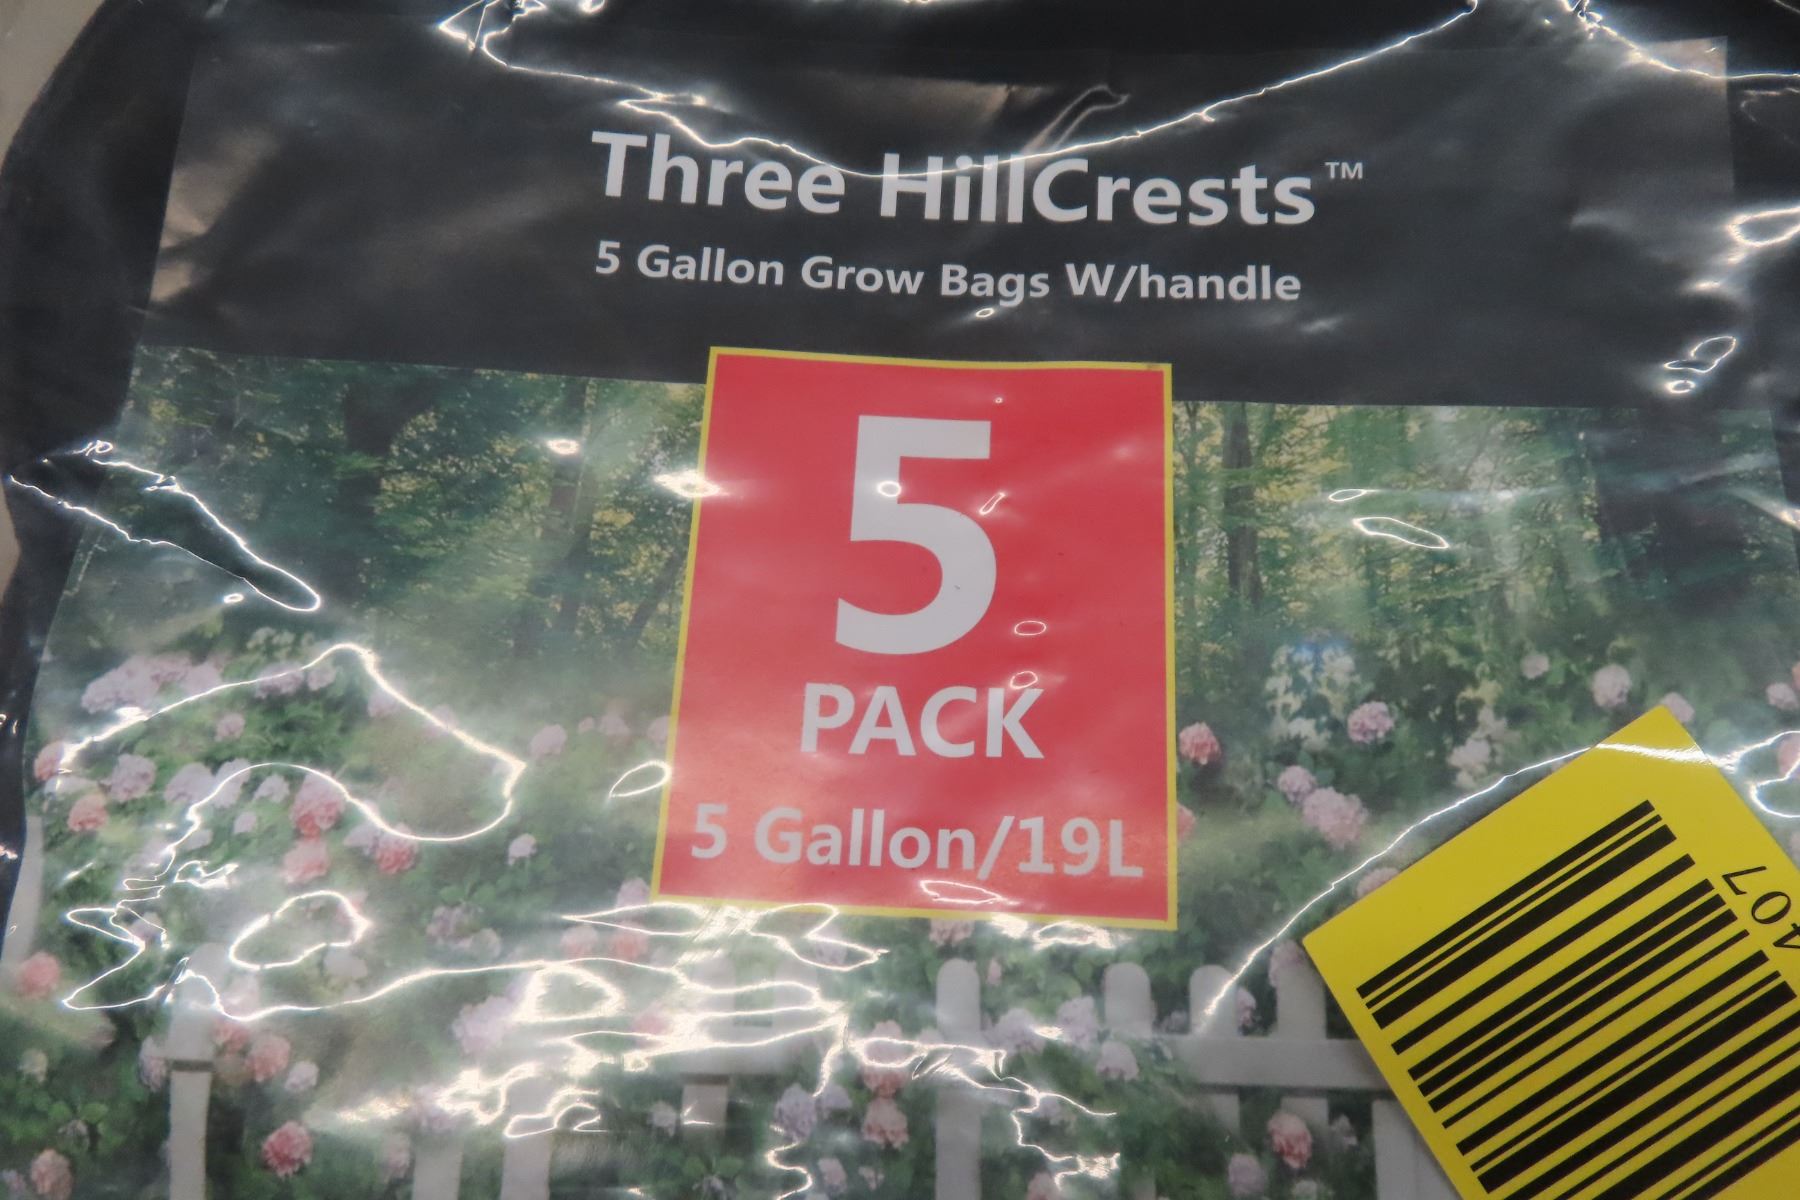 Three HillCrests™
5 Gallon Grow Bags W/handle
5
PACK
5 Gallon/19L